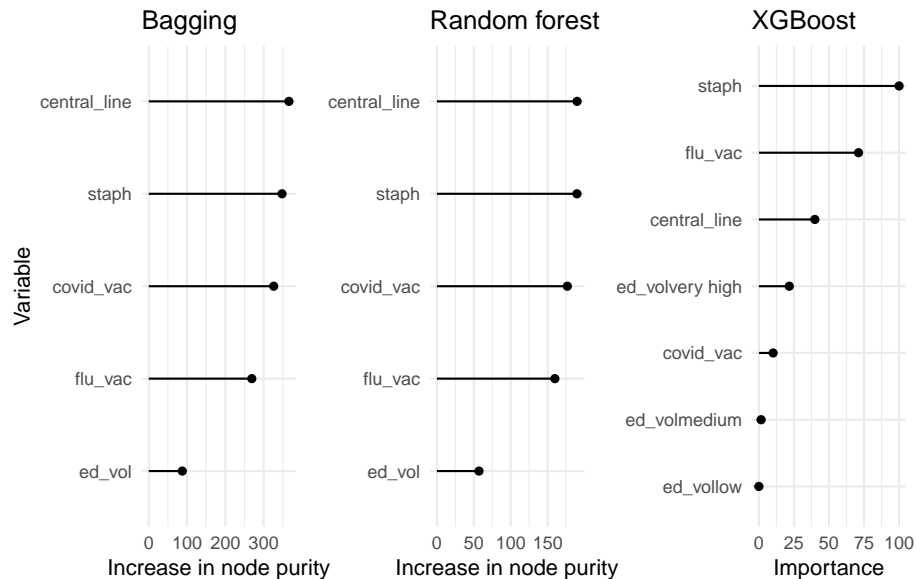 Bagging
central_line
staph
covid_vac
flu_vac
ed_vol
0 100 200 300
Increase in node purity
Variable
Random forest
central_line
staph
covid_vac
flu_vac
ed_vol
0 50 100 150
Increase in node purity
XGBoost
staph
flu_vac
central_line
ed_volvery high
covid_vac
ed_volmedium
ed_vollow
0 25 50 75 100
Importance